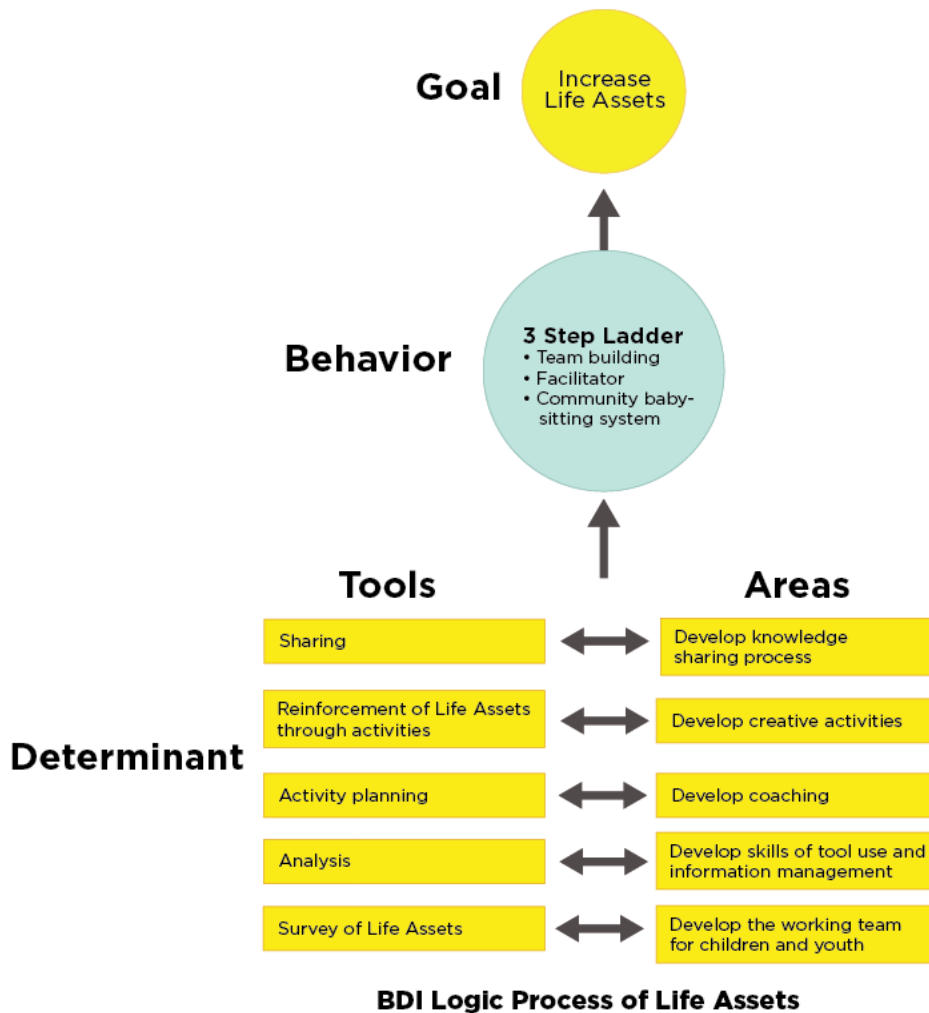 Goal
Increase
Life Assets
Behavior
3 Step Ladder
• Team building
• Facilitator
• Community baby-
sitting system
Tools
Areas
Determinant
Sharing
Develop knowledge
sharing process
Reinforcement of Life Assets
through activities
Develop creative activities
Activity planning
Develop coaching
Analysis
Develop skills of tool use and
information management
Survey of Life Assets
Develop the working team
for children and youth
BDI Logic Process of Life Assets